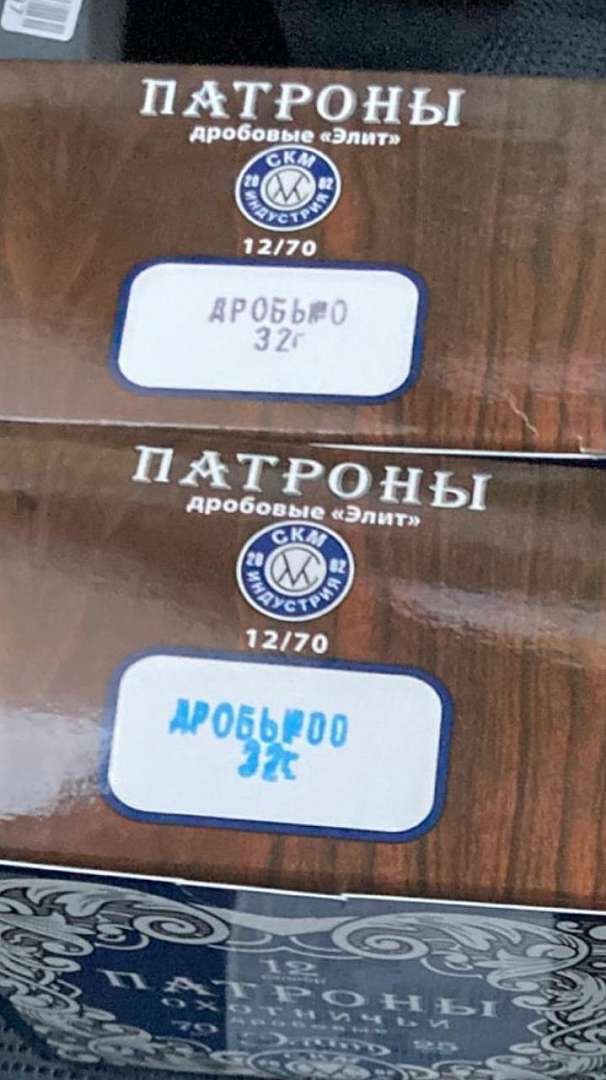 ПАТРОНЫ
дробовые «Элит»
СКМ
20 02
ИНДУСТРИЯ
12/70
ДРОБЬ№0
32г
ПАТРОНЫ
дробовые «Элит»
СКМ
20 02
ИНДУСТРИЯ
12/70
ДРОБЬ№00
32г
12
ПАТРОНЫ
ОХОТНИЧЬИ
70